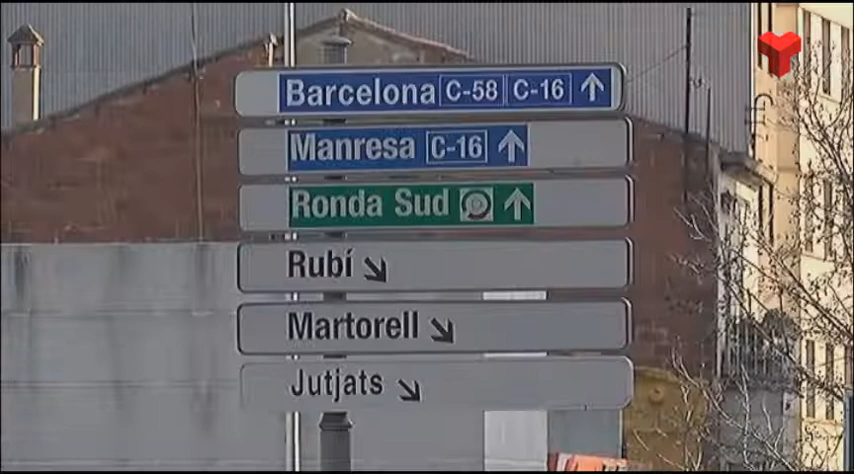 Barcelona C-58 C-16 ↑
Manresa C-16 ↑
Ronda Sud ↑
Rubí ↘
Martorell ↘
Jutjats ↘